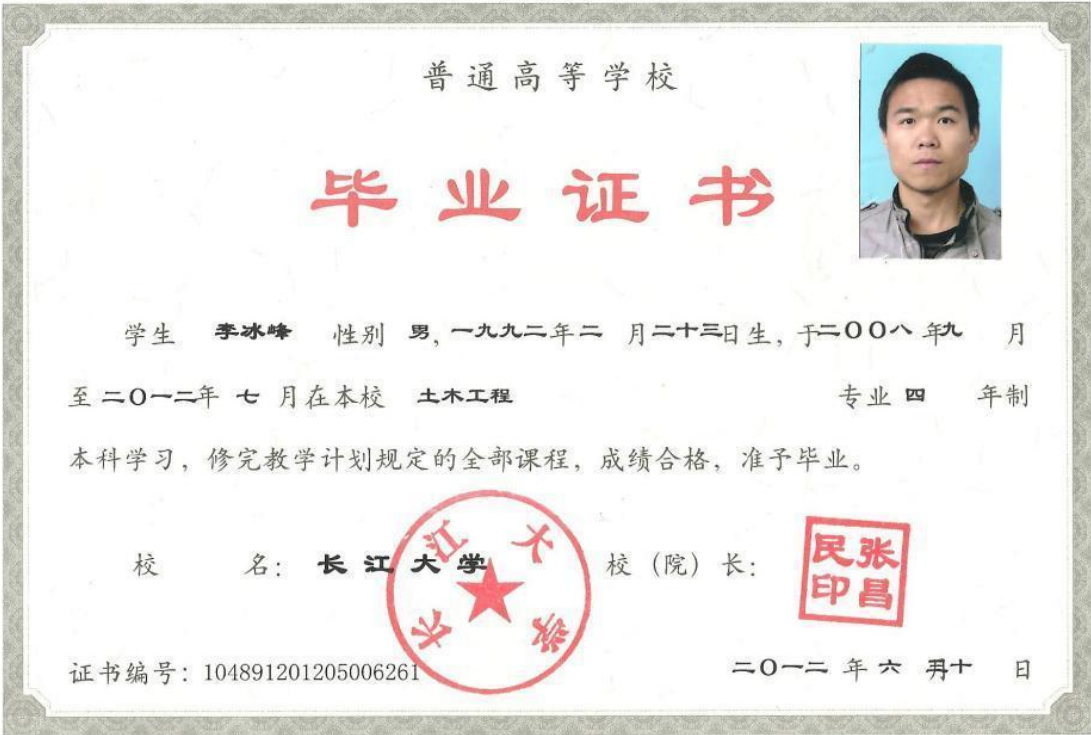 普通高等学校
毕业证书
学生 李冰峰 性别 男，一九九二年二 月二十三日生，于二〇〇八年九 月
至二〇一二年 七 月在本校 土木工程 专业 四 年制
本科学习，修完教学计划规定的全部课程，成绩合格，准予毕业。
校 名：长江大学 校（院）长：
长江大学
张昌民印
证书编号：104891201205006261 二〇一二 年 六 月十 日